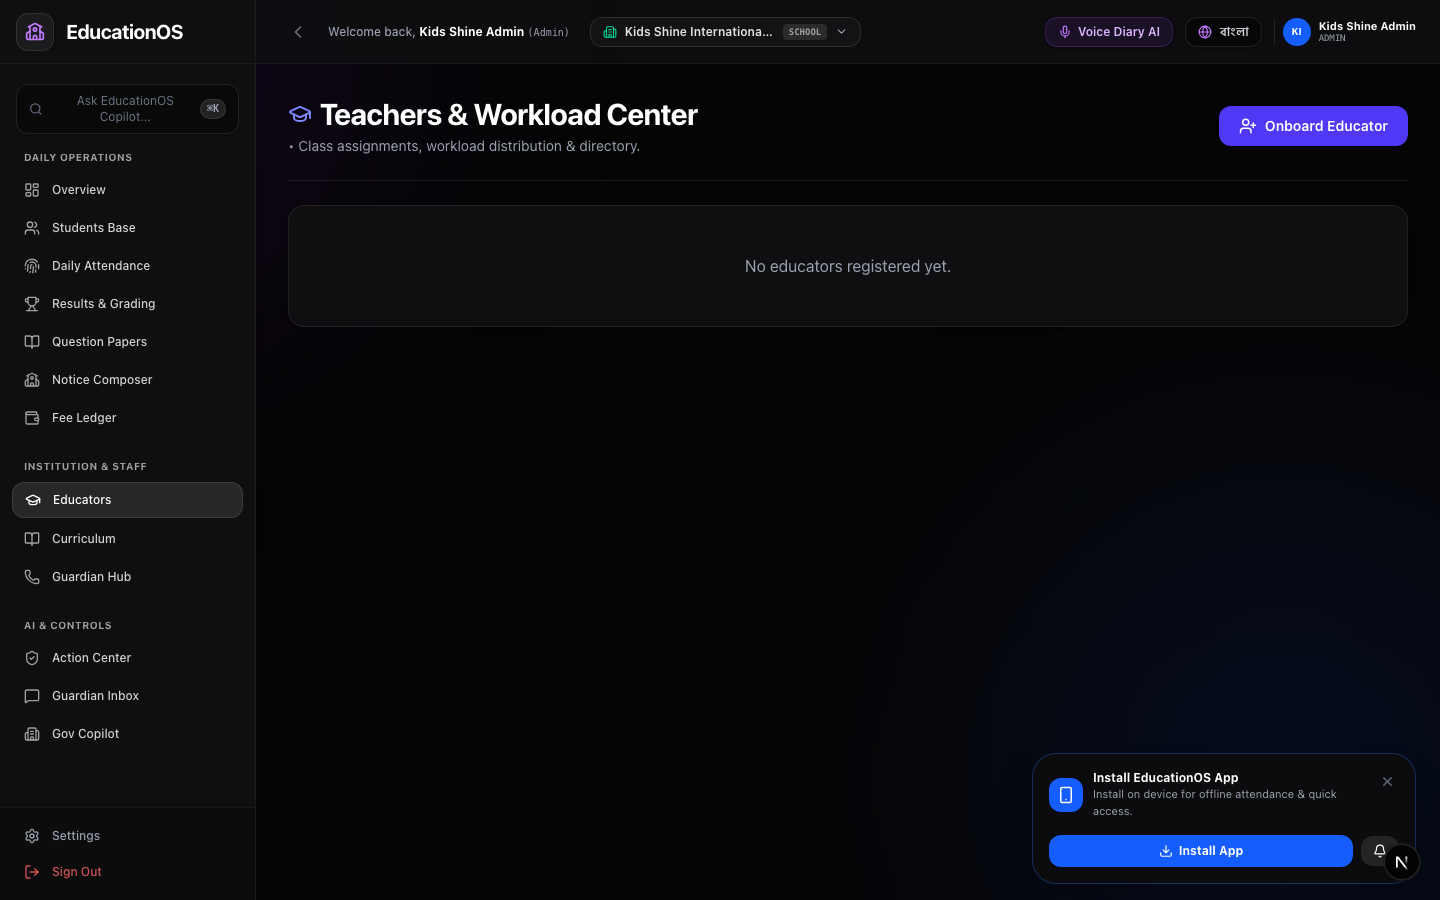 EducationOS
Welcome back, Kids Shine Admin (Admin)
Kids Shine Internationa...
SCHOOL
Voice Diary AI
বাংলা
KI
Kids Shine Admin
ADMIN
Ask EducationOS
Copilot...
⌘K
DAILY OPERATIONS
Overview
Students Base
Daily Attendance
Results & Grading
Question Papers
Notice Composer
Fee Ledger
INSTITUTION & STAFF
Educators
Curriculum
Guardian Hub
AI & CONTROLS
Action Center
Guardian Inbox
Gov Copilot
Settings
Sign Out
Teachers & Workload Center
• Class assignments, workload distribution & directory.
Onboard Educator
No educators registered yet.
Install EducationOS App
Install on device for offline attendance & quick
access.
Install App
N